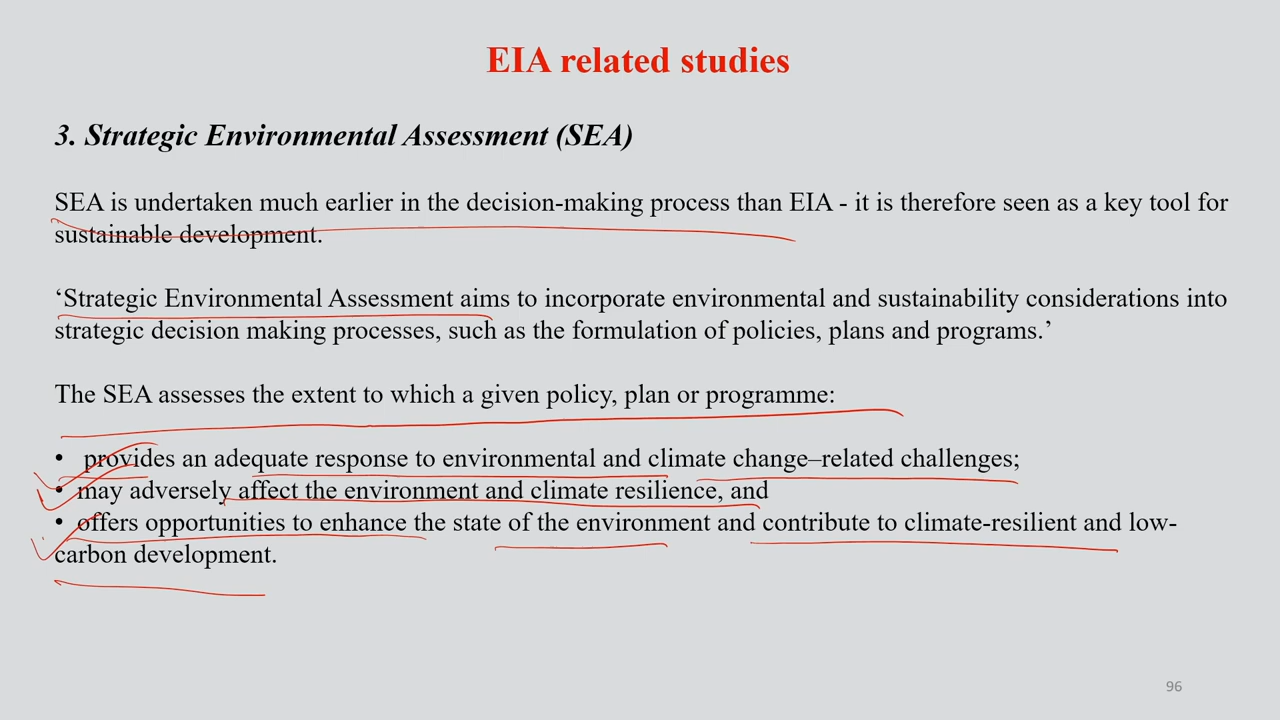 EIA related studies
3. Strategic Environmental Assessment (SEA)
SEA is undertaken much earlier in the decision-making process than EIA - it is therefore seen as a key tool for
sustainable development.
‘Strategic Environmental Assessment aims to incorporate environmental and sustainability considerations into
strategic decision making processes, such as the formulation of policies, plans and programs.’
The SEA assesses the extent to which a given policy, plan or programme:
• provides an adequate response to environmental and climate change–related challenges;
• may adversely affect the environment and climate resilience, and
• offers opportunities to enhance the state of the environment and contribute to climate-resilient and low-
carbon development.
96